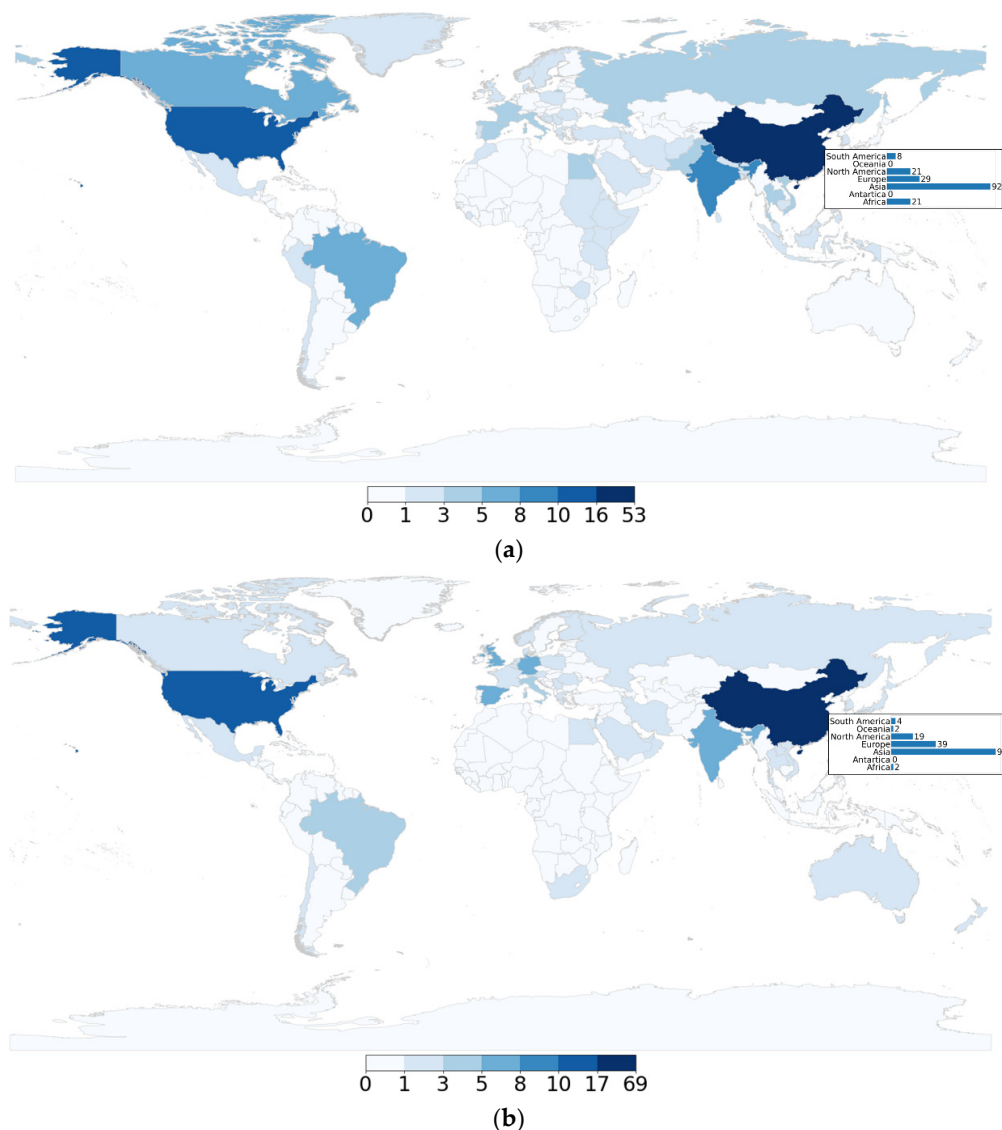 South America 8
Oceania 0
North America 21
Europe 29
Asia 92
Antartica 0
Africa 21
0 1 3 5 8 10 16 53
(a)
South America 4
Oceania 2
North America 19
Europe 39
Asia 9
Antartica 0
Africa 2
0 1 3 5 8 10 17 69
(b)